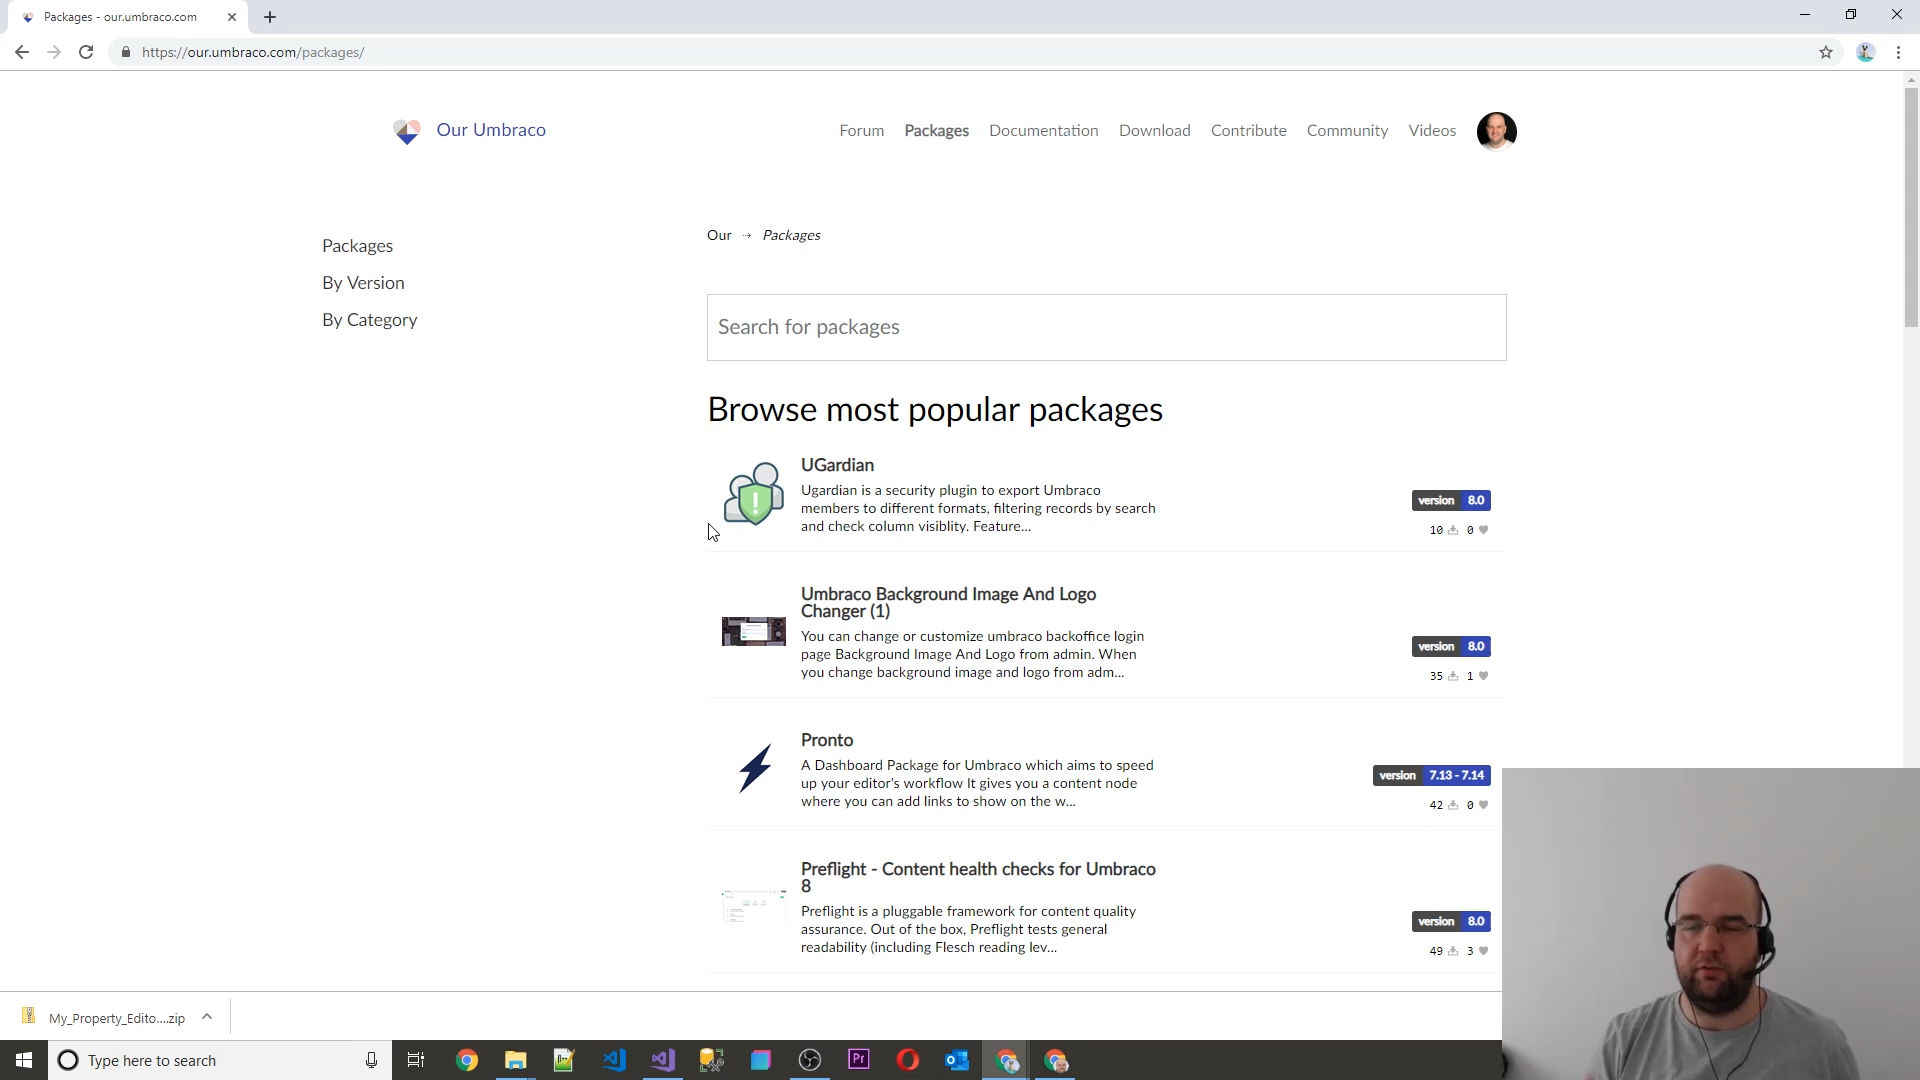 Packages - our.umbraco.com
https://our.umbraco.com/packages/
Our Umbraco
Forum Packages Documentation Download Contribute Community Videos
Packages
By Version
By Category
Our → Packages
Search for packages
Browse most popular packages
UGardian
Ugardian is a security plugin to export Umbraco
members to different formats, filtering records by search
and check column visiblity. Feature...
version 8.0
10 0
Umbraco Background Image And Logo
Changer (1)
You can change or customize umbraco backoffice login
page Background Image And Logo from admin. When
you change background image and logo from adm...
version 8.0
35 1
Pronto
A Dashboard Package for Umbraco which aims to speed
up your editor's workflow It gives you a content node
where you can add links to show on the w...
version 7.13 - 7.14
42 0
Preflight - Content health checks for Umbraco
8
Preflight is a pluggable framework for content quality
assurance. Out of the box, Preflight tests general
readability (including Flesch reading lev...
version 8.0
49 3
My_Property_Edito....zip
Type here to search
Pr